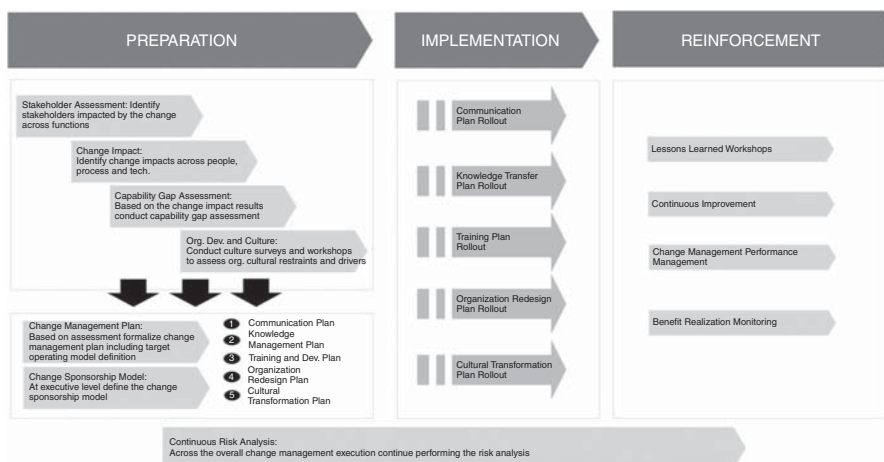 PREPARATION
IMPLEMENTATION
REINFORCEMENT
Stakeholder Assessment: Identify
stakeholders impacted by the change
across functions
Change Impact:
Identify change impacts across people,
process and tech.
Capability Gap Assessment:
Based on the change impact results
conduct capability gap assessment
Org. Dev. and Culture:
Conduct culture surveys and workshops
to assess org. cultural restraints and drivers
Change Management Plan:
Based on assessment formalize change
management plan including target
operating model definition
Change Sponsorship Model:
At executive level define the change
sponsorship model
1 Communication Plan
2 Knowledge
Management Plan
3 Training and Dev. Plan
4 Organization
Redesign Plan
5 Cultural
Transformation Plan
Communication
Plan Rollout
Knowledge Transfer
Plan Rollout
Training Plan
Rollout
Organization Redesign
Plan Rollout
Cultural Transformation
Plan Rollout
Lessons Learned Workshops
Continuous Improvement
Change Management Performance
Management
Benefit Realization Monitoring
Continuous Risk Analysis:
Across the overall change management execution continue performing the risk analysis